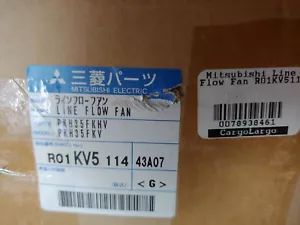 三菱パーツ
MITSUBISHI ELECTRIC
ラインフローファン
LINE FLOW FAN
PKH35FKHV
PKH35FKV
R01 KV5 114 43A07
<G>
Mitsubishi Line
Flow Fan R01KV511
0078938461
CargoLargo